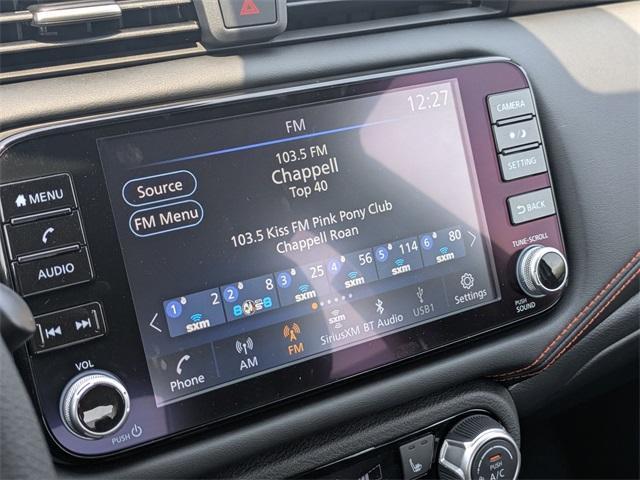 12:27
FM
103.5 FM
Chappell
Top 40
Source
FM Menu
103.5 Kiss FM Pink Pony Club
Chappell Roan
1 2 sxm
2 8
3 25 sxm
4 56 sxm
5 114 sxm
6 80 sxm
Phone
AM
FM
SiriusXM
BT Audio
USB1
Settings
MENU
AUDIO
VOL
PUSH
CAMERA
SETTING
BACK
TUNE·SCROLL
PUSH
SOUND
PUSH
A/C